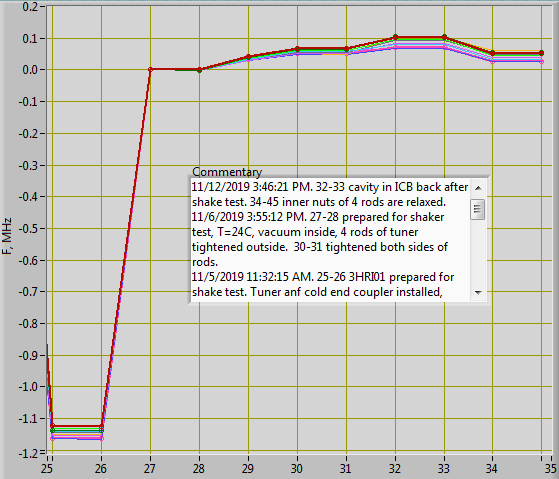 0.2
0.1
0.0
-0.1
-0.2
-0.3
-0.4
-0.5
-0.6
-0.7
-0.8
-0.9
-1.0
-1.1
-1.2
F, MHz
Commentary
11/12/2019 3:46:21 PM. 32-33 cavity in ICB back after
shake test. 34-45 inner nuts of 4 rods are relaxed.
11/6/2019 3:55:12 PM. 27-28 prepared for shaker
test, T=24C, vacuum inside, 4 rods of tuner
tightened outside. 30-31 tightened both sides of
rods.
11/5/2019 11:32:15 AM. 25-26 3HRI01 prepared for
shake test. Tuner anf cold end coupler installed,
25 26 27 28 29 30 31 32 33 34 35